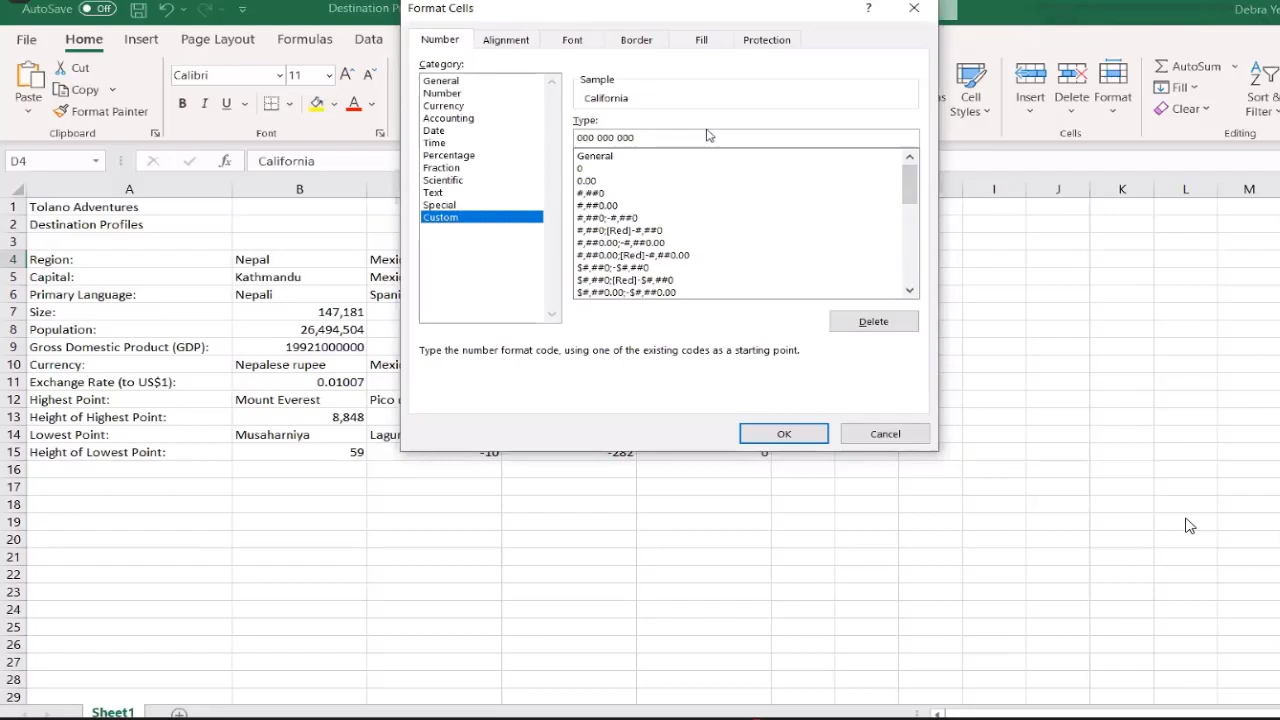 AutoSave Off Destination Pro
Debra Ye
Format Cells ?
File Home Insert Page Layout Formulas Data
Number Alignment Font Border Fill Protection
Paste
Cut
Copy
Format Painter
Clipboard
Calibri 11
B I U
Font
Cell
Styles
Insert Delete Format
Cells
AutoSum
Fill
Clear
Sort &
Filter
Editing
Category:
General
Number
Currency
Accounting
Date
Time
Percentage
Fraction
Scientific
Text
Special
Custom
Sample
California
Type:
000 000 000
General
0
0.00
#,##0
#,##0.00
#,##0;-#,##0
#,##0;[Red]-#,##0
#,##0.00;-#,##0.00
#,##0.00;[Red]-#,##0.00
$#,##0;-$#,##0
$#,##0;[Red]-$#,##0
$#,##0.00;-$#,##0.00
Delete
Type the number format code, using one of the existing codes as a starting point.
OK Cancel
D4 fx California
A B I J K L M
1 Tolano Adventures
2 Destination Profiles
3
4 Region: Nepal Mexi
5 Capital: Kathmandu Mexi
6 Primary Language: Nepali Span
7 Size: 147,181
8 Population: 26,494,504
9 Gross Domestic Product (GDP): 19921000000
10 Currency: Nepalese rupee Mexi
11 Exchange Rate (to US$1): 0.01007
12 Highest Point: Mount Everest Pico
13 Height of Highest Point: 8,848
14 Lowest Point: Musaharniya Lagu
15 Height of Lowest Point: 59 -10 -282 0
16
17
18
19
20
21
22
23
24
25
26
27
28
29
Sheet1